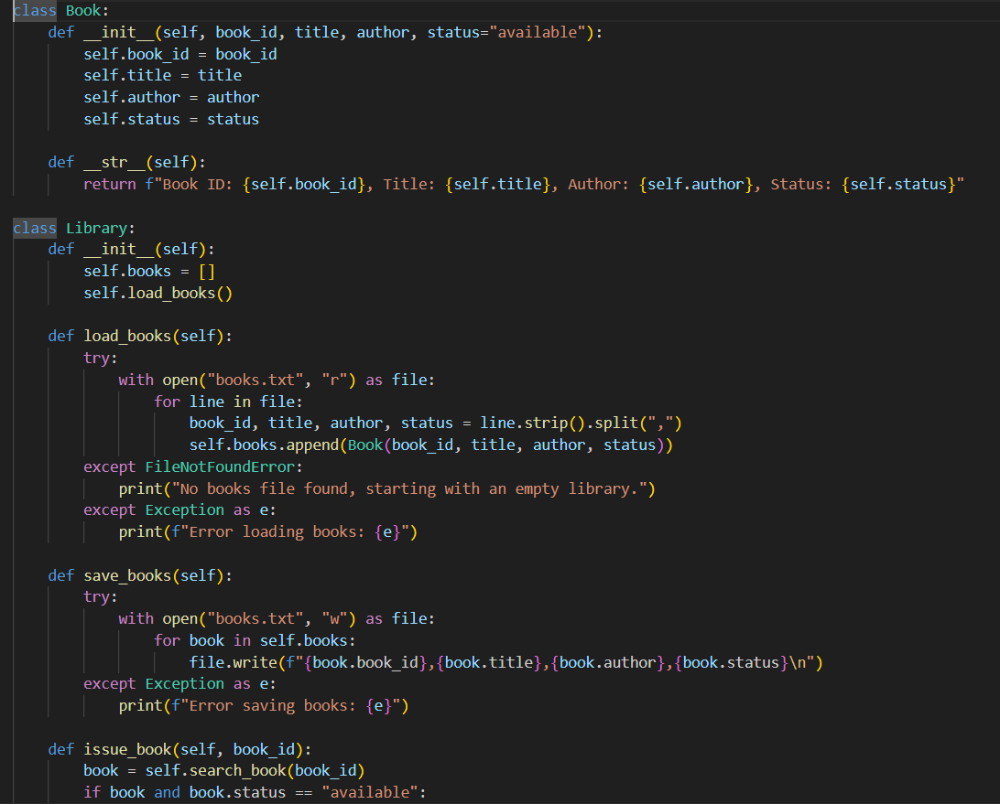 class Book:
    def __init__(self, book_id, title, author, status="available"):
        self.book_id = book_id
        self.title = title
        self.author = author
        self.status = status

    def __str__(self):
        return f"Book ID: {self.book_id}, Title: {self.title}, Author: {self.author}, Status: {self.status}"

class Library:
    def __init__(self):
        self.books = []
        self.load_books()

    def load_books(self):
        try:
            with open("books.txt", "r") as file:
                for line in file:
                    book_id, title, author, status = line.strip().split(",")
                    self.books.append(Book(book_id, title, author, status))
        except FileNotFoundError:
            print("No books file found, starting with an empty library.")
        except Exception as e:
            print(f"Error loading books: {e}")

    def save_books(self):
        try:
            with open("books.txt", "w") as file:
                for book in self.books:
                    file.write(f"{book.book_id},{book.title},{book.author},{book.status}\n")
        except Exception as e:
            print(f"Error saving books: {e}")

    def issue_book(self, book_id):
        book = self.search_book(book_id)
        if book and book.status == "available":